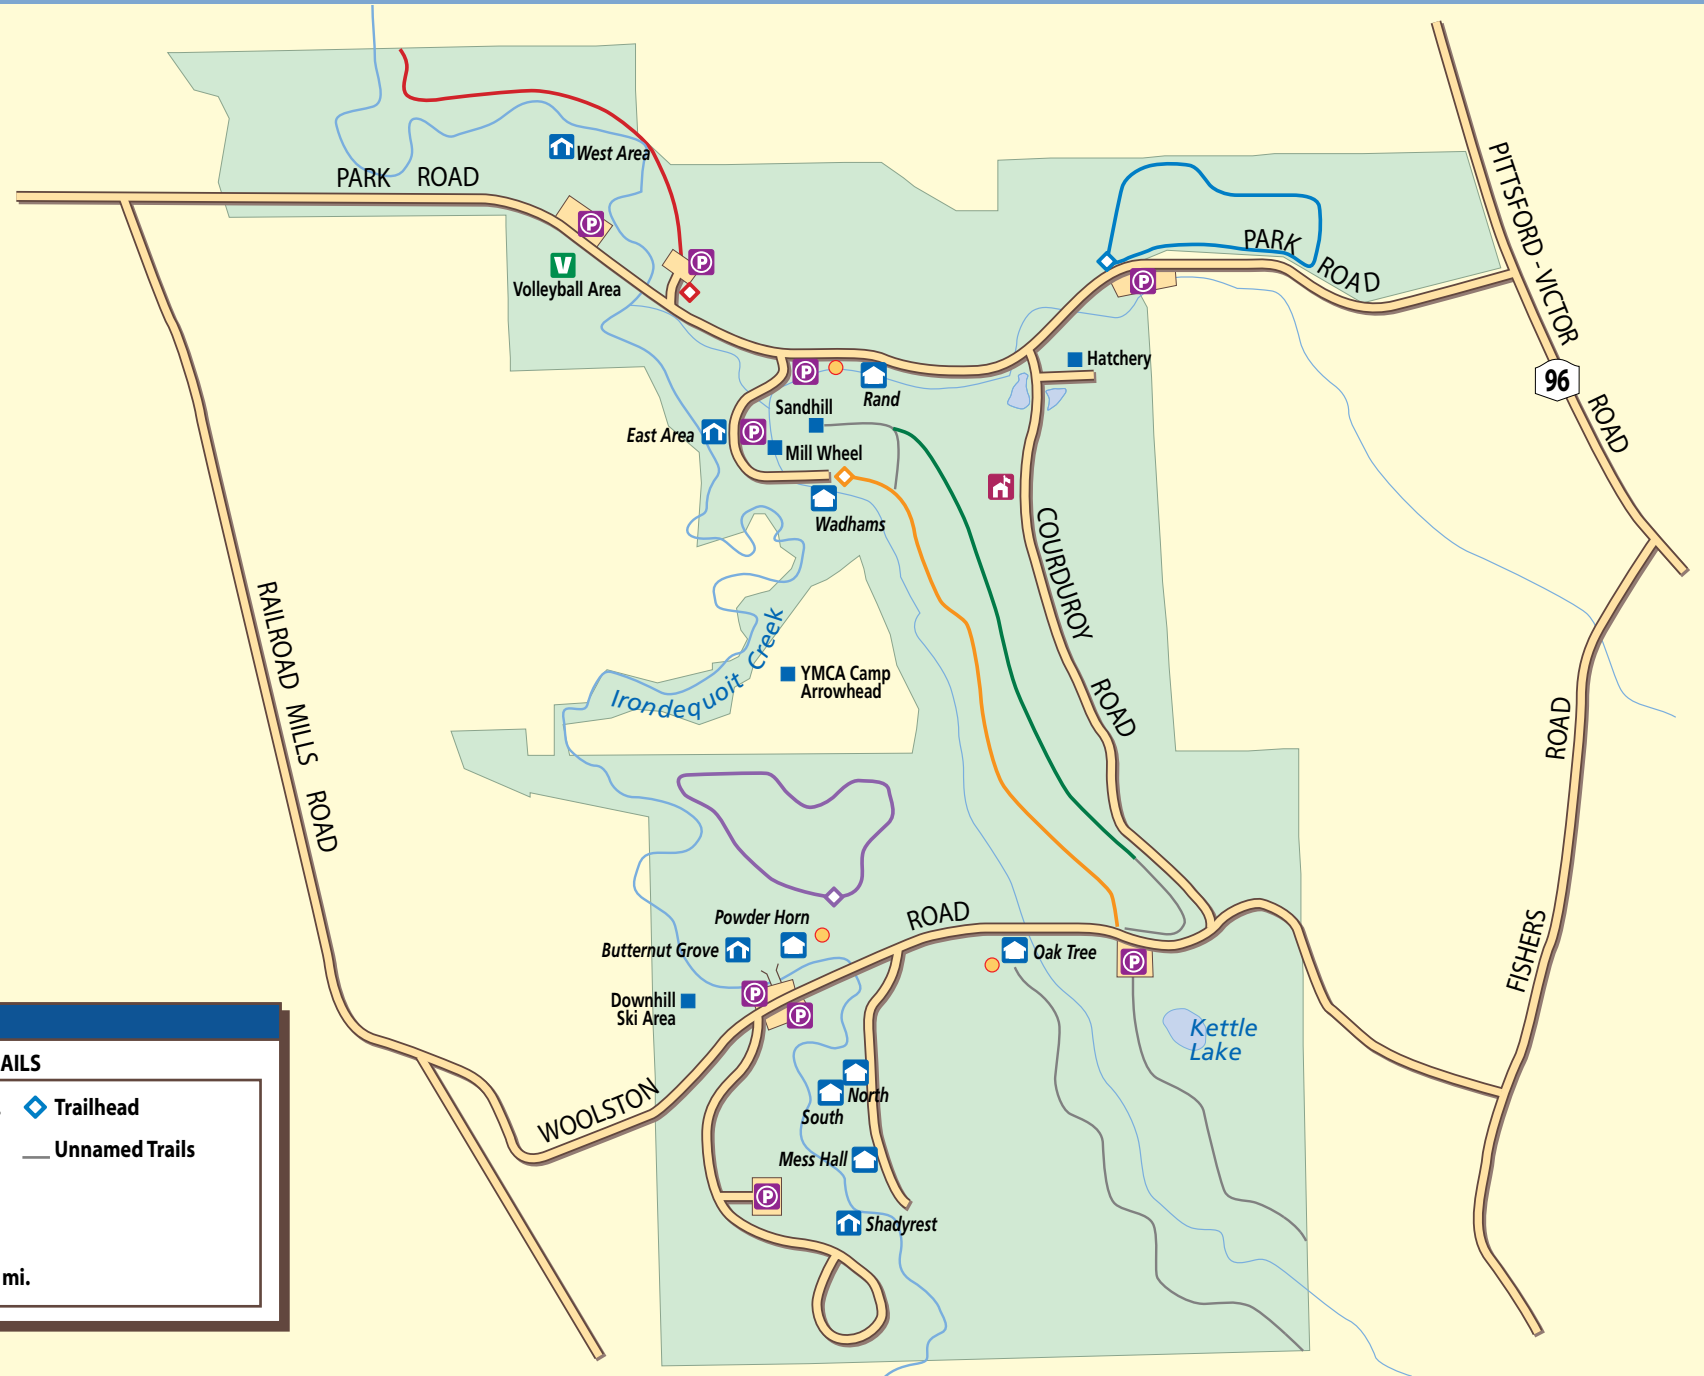 West Area
PARK ROAD
P
V
Volleyball Area
P
PARK
ROAD
P
PITTSFORD - VICTOR
96
ROAD
Hatchery
P
Rand
Sandhill
East Area
P
Mill Wheel
Wadhams
COURDUROY
ROAD
RAILROAD MILLS ROAD
Irondequoit Creek
YMCA Camp
Arrowhead
ROAD
FISHERS
Powder Horn
ROAD
Butternut Grove
Oak Tree
P
Downhill
Ski Area
P
P
Kettle
Lake
WOOLSTON
North
South
Mess Hall
P
Shadyrest
AILS
Trailhead
Unnamed Trails
mi.